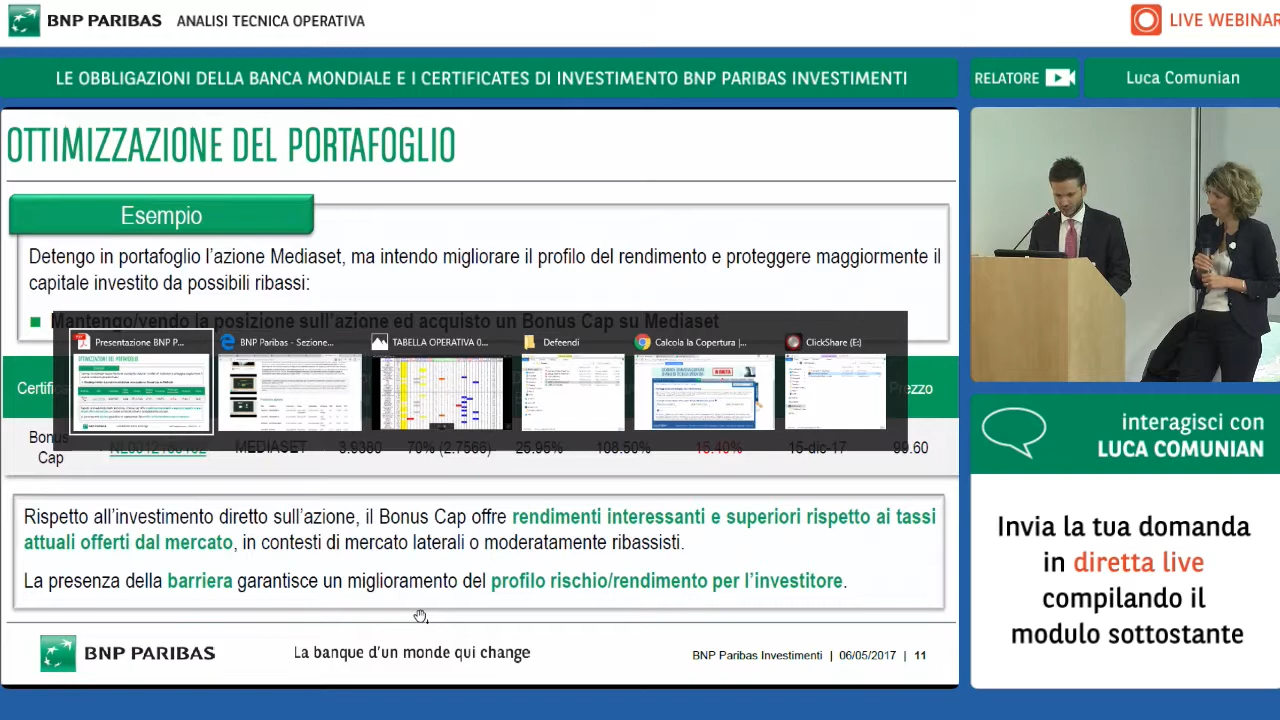 BNP PARIBAS ANALISI TECNICA OPERATIVA
LIVE WEBINAR
LE OBBLIGAZIONI DELLA BANCA MONDIALE E I CERTIFICATES DI INVESTIMENTO BNP PARIBAS INVESTIMENTI
RELATORE
Luca Comunian
OTTIMIZZAZIONE DEL PORTAFOGLIO
Esempio
Detengo in portafoglio l'azione Mediaset, ma intendo migliorare il profilo del rendimento e proteggere maggiormente il
capitale investito da possibili ribassi:
Mantengo/vendo la posizione sull'azione ed acquisto un Bonus Cap su Mediaset
Presentazione BNP P...
BNP Paribas - Sezione...
TABELLA OPERATIVA 0...
Defeendi
Calcola la Copertura |...
ClickShare (E:)
Prezzo
Bonus
Cap
MEDIASET 3.9380 70% (2.7566) 25.95% 108.50% 15.40% 15-dic-17 99.60
Rispetto all'investimento diretto sull'azione, il Bonus Cap offre rendimenti interessanti e superiori rispetto ai tassi
attuali offerti dal mercato, in contesti di mercato laterali o moderatamente ribassisti.
La presenza della barriera garantisce un miglioramento del profilo rischio/rendimento per l'investitore.
BNP PARIBAS
La banque d'un monde qui change
BNP Paribas Investimenti | 06/05/2017 | 11
interagisci con
LUCA COMUNIAN
Invia la tua domanda
in diretta live
compilando il
modulo sottostante